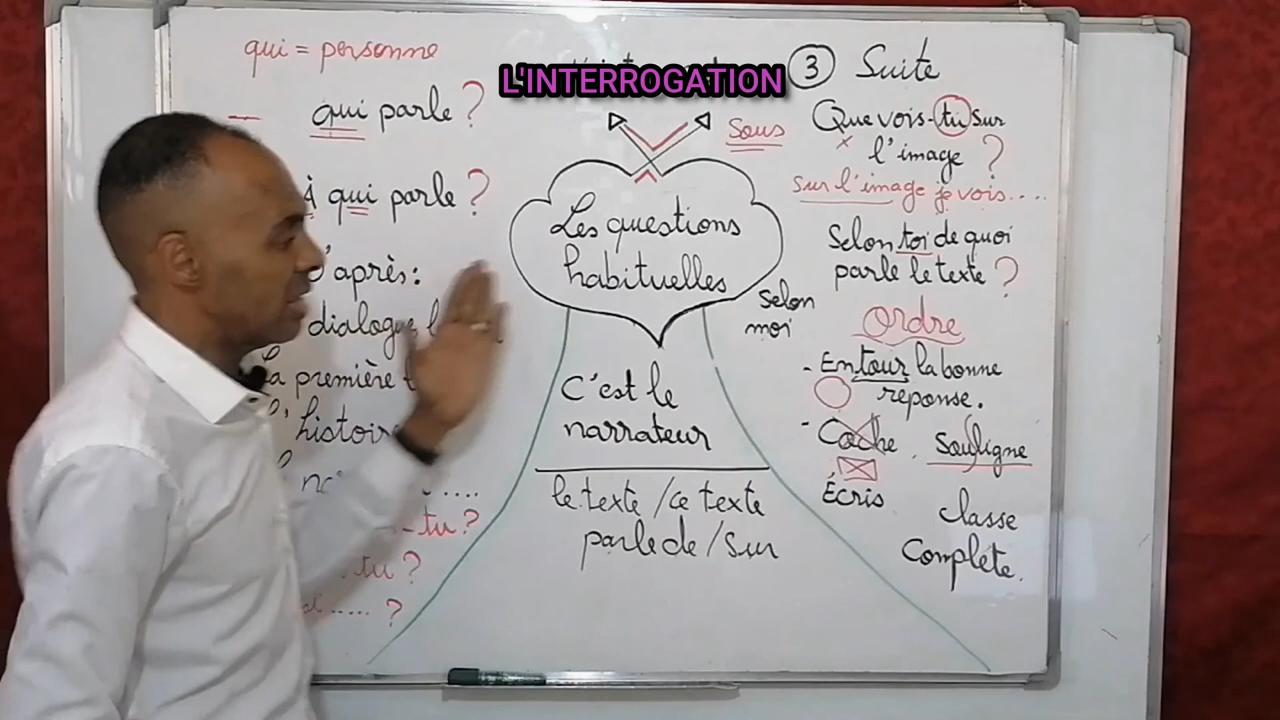 L'INTERROGATION
qui = personne
qui parle ?
À qui parle ?
D'après:
dialogue
La première
l'histoire
....
-tu ?
tu ?
..... ?
Sous
Les questions
habituelles
selon
moi
C'est le
narrateur
le texte / ce texte
parle de / sur
3 Suite
Que vois-tu sur
l'image ?
Sur l'image je vois....
Selon toi de quoi
parle le texte ?
Ordre
- Entour la bonne
réponse.
- Coche . Souligne
Écris
classe
Complète.